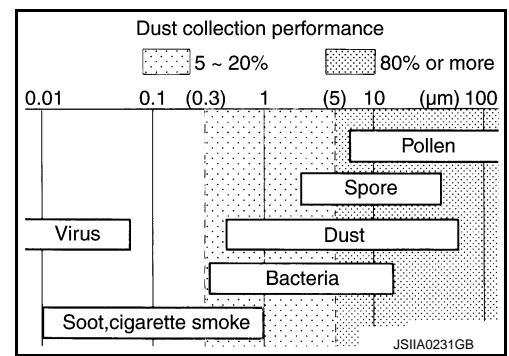 Dust collection performance
5 ~ 20% 80% or more
0.01 0.1 (0.3) 1 (5) 10 (μm) 100
Pollen
Spore
Virus Dust
Bacteria
Soot,cigarette smoke
JSIIA0231GB